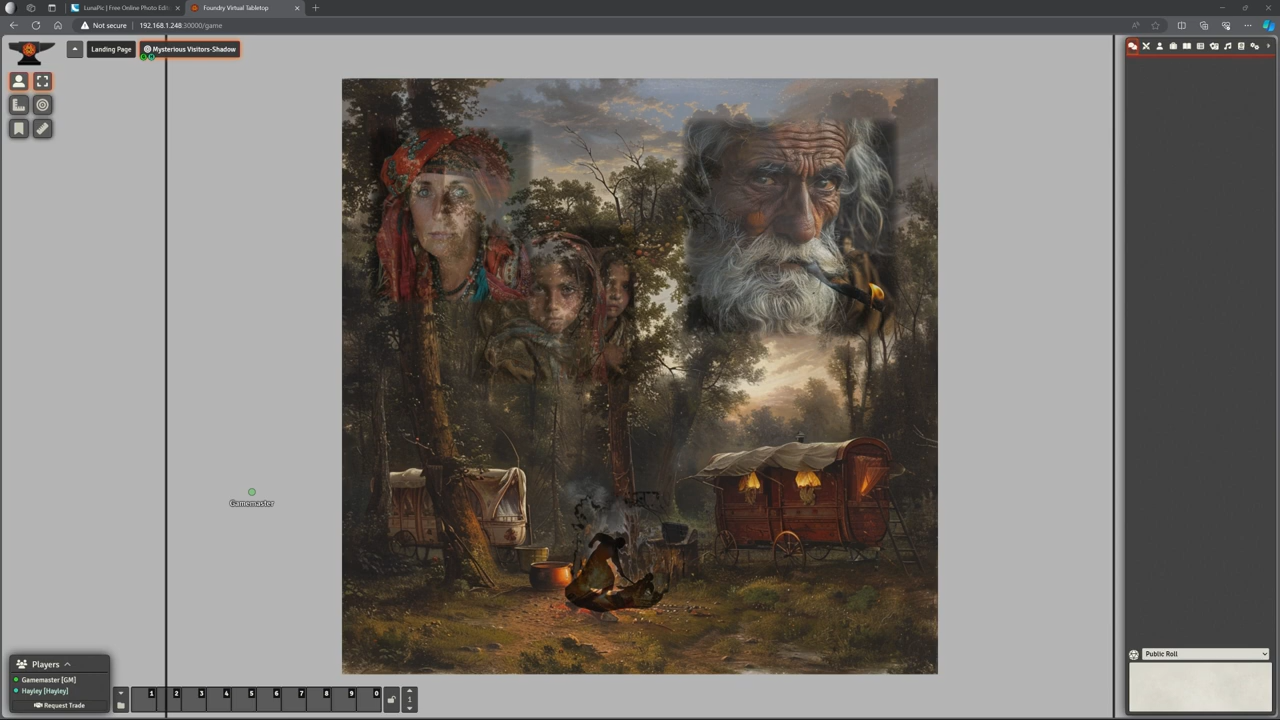 LunaPic | Free Online Photo Edit
Foundry Virtual Tabletop
Not secure
192.168.1.248:30000/game
Landing Page
Mysterious Visitors-Shadow
G H
Gamemaster
Players
Gamemaster [GM]
Hayley [Hayley]
Request Trade
1 2 3 4 5 6 7 8 9 0
1
Public Roll